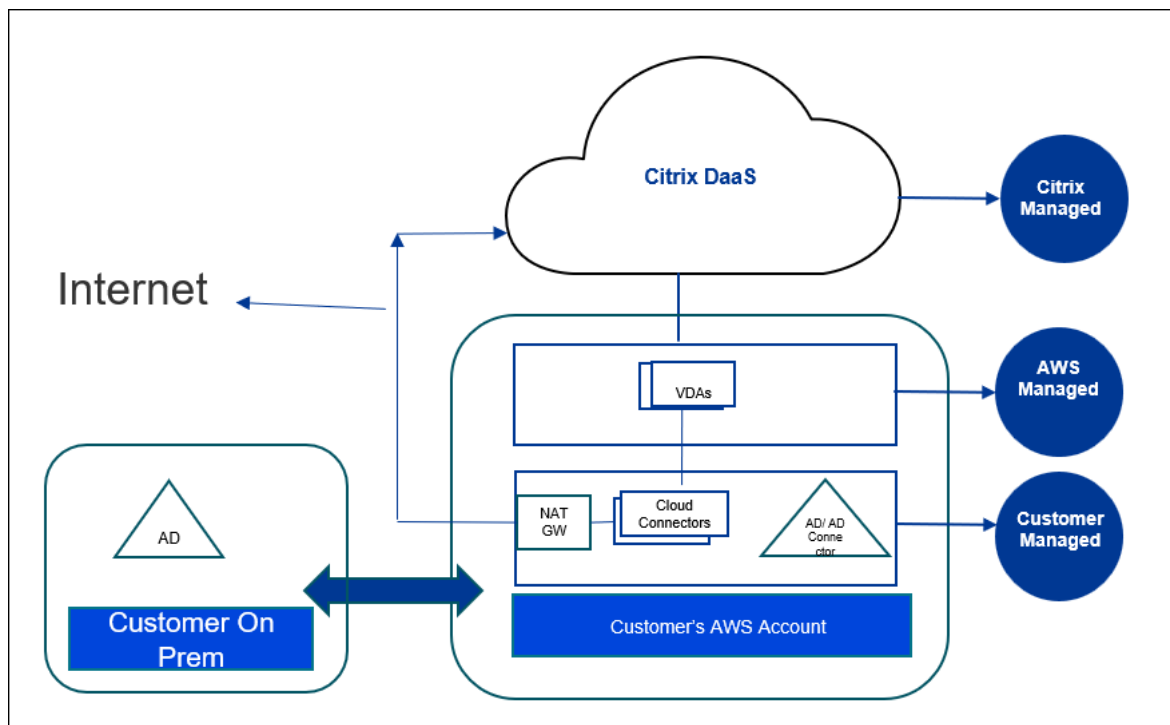 Citrix DaaS
Citrix
Managed
Internet
AWS
Managed
VDAs
NAT
GW
Cloud
Connectors
AD/ AD
Conne
ctor
Customer
Managed
AD
Customer On
Prem
Customer's AWS Account